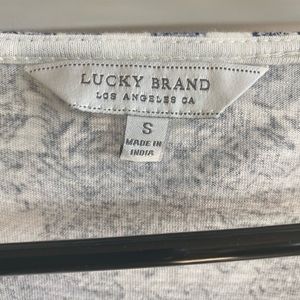 LUCKY BRAND
LOS ANGELES CA
S
MADE IN
INDIA